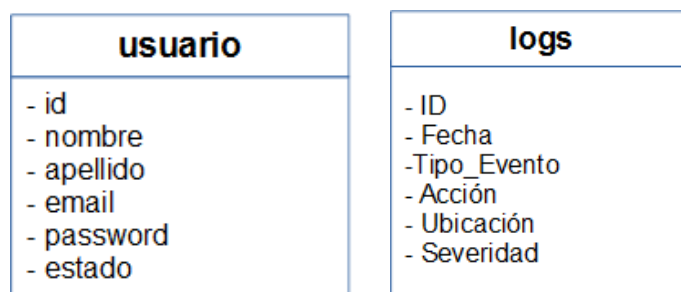 usuario
- id
- nombre
- apellido
- email
- password
- estado
logs
- ID
- Fecha
-Tipo_Evento
- Acción
- Ubicación
- Severidad